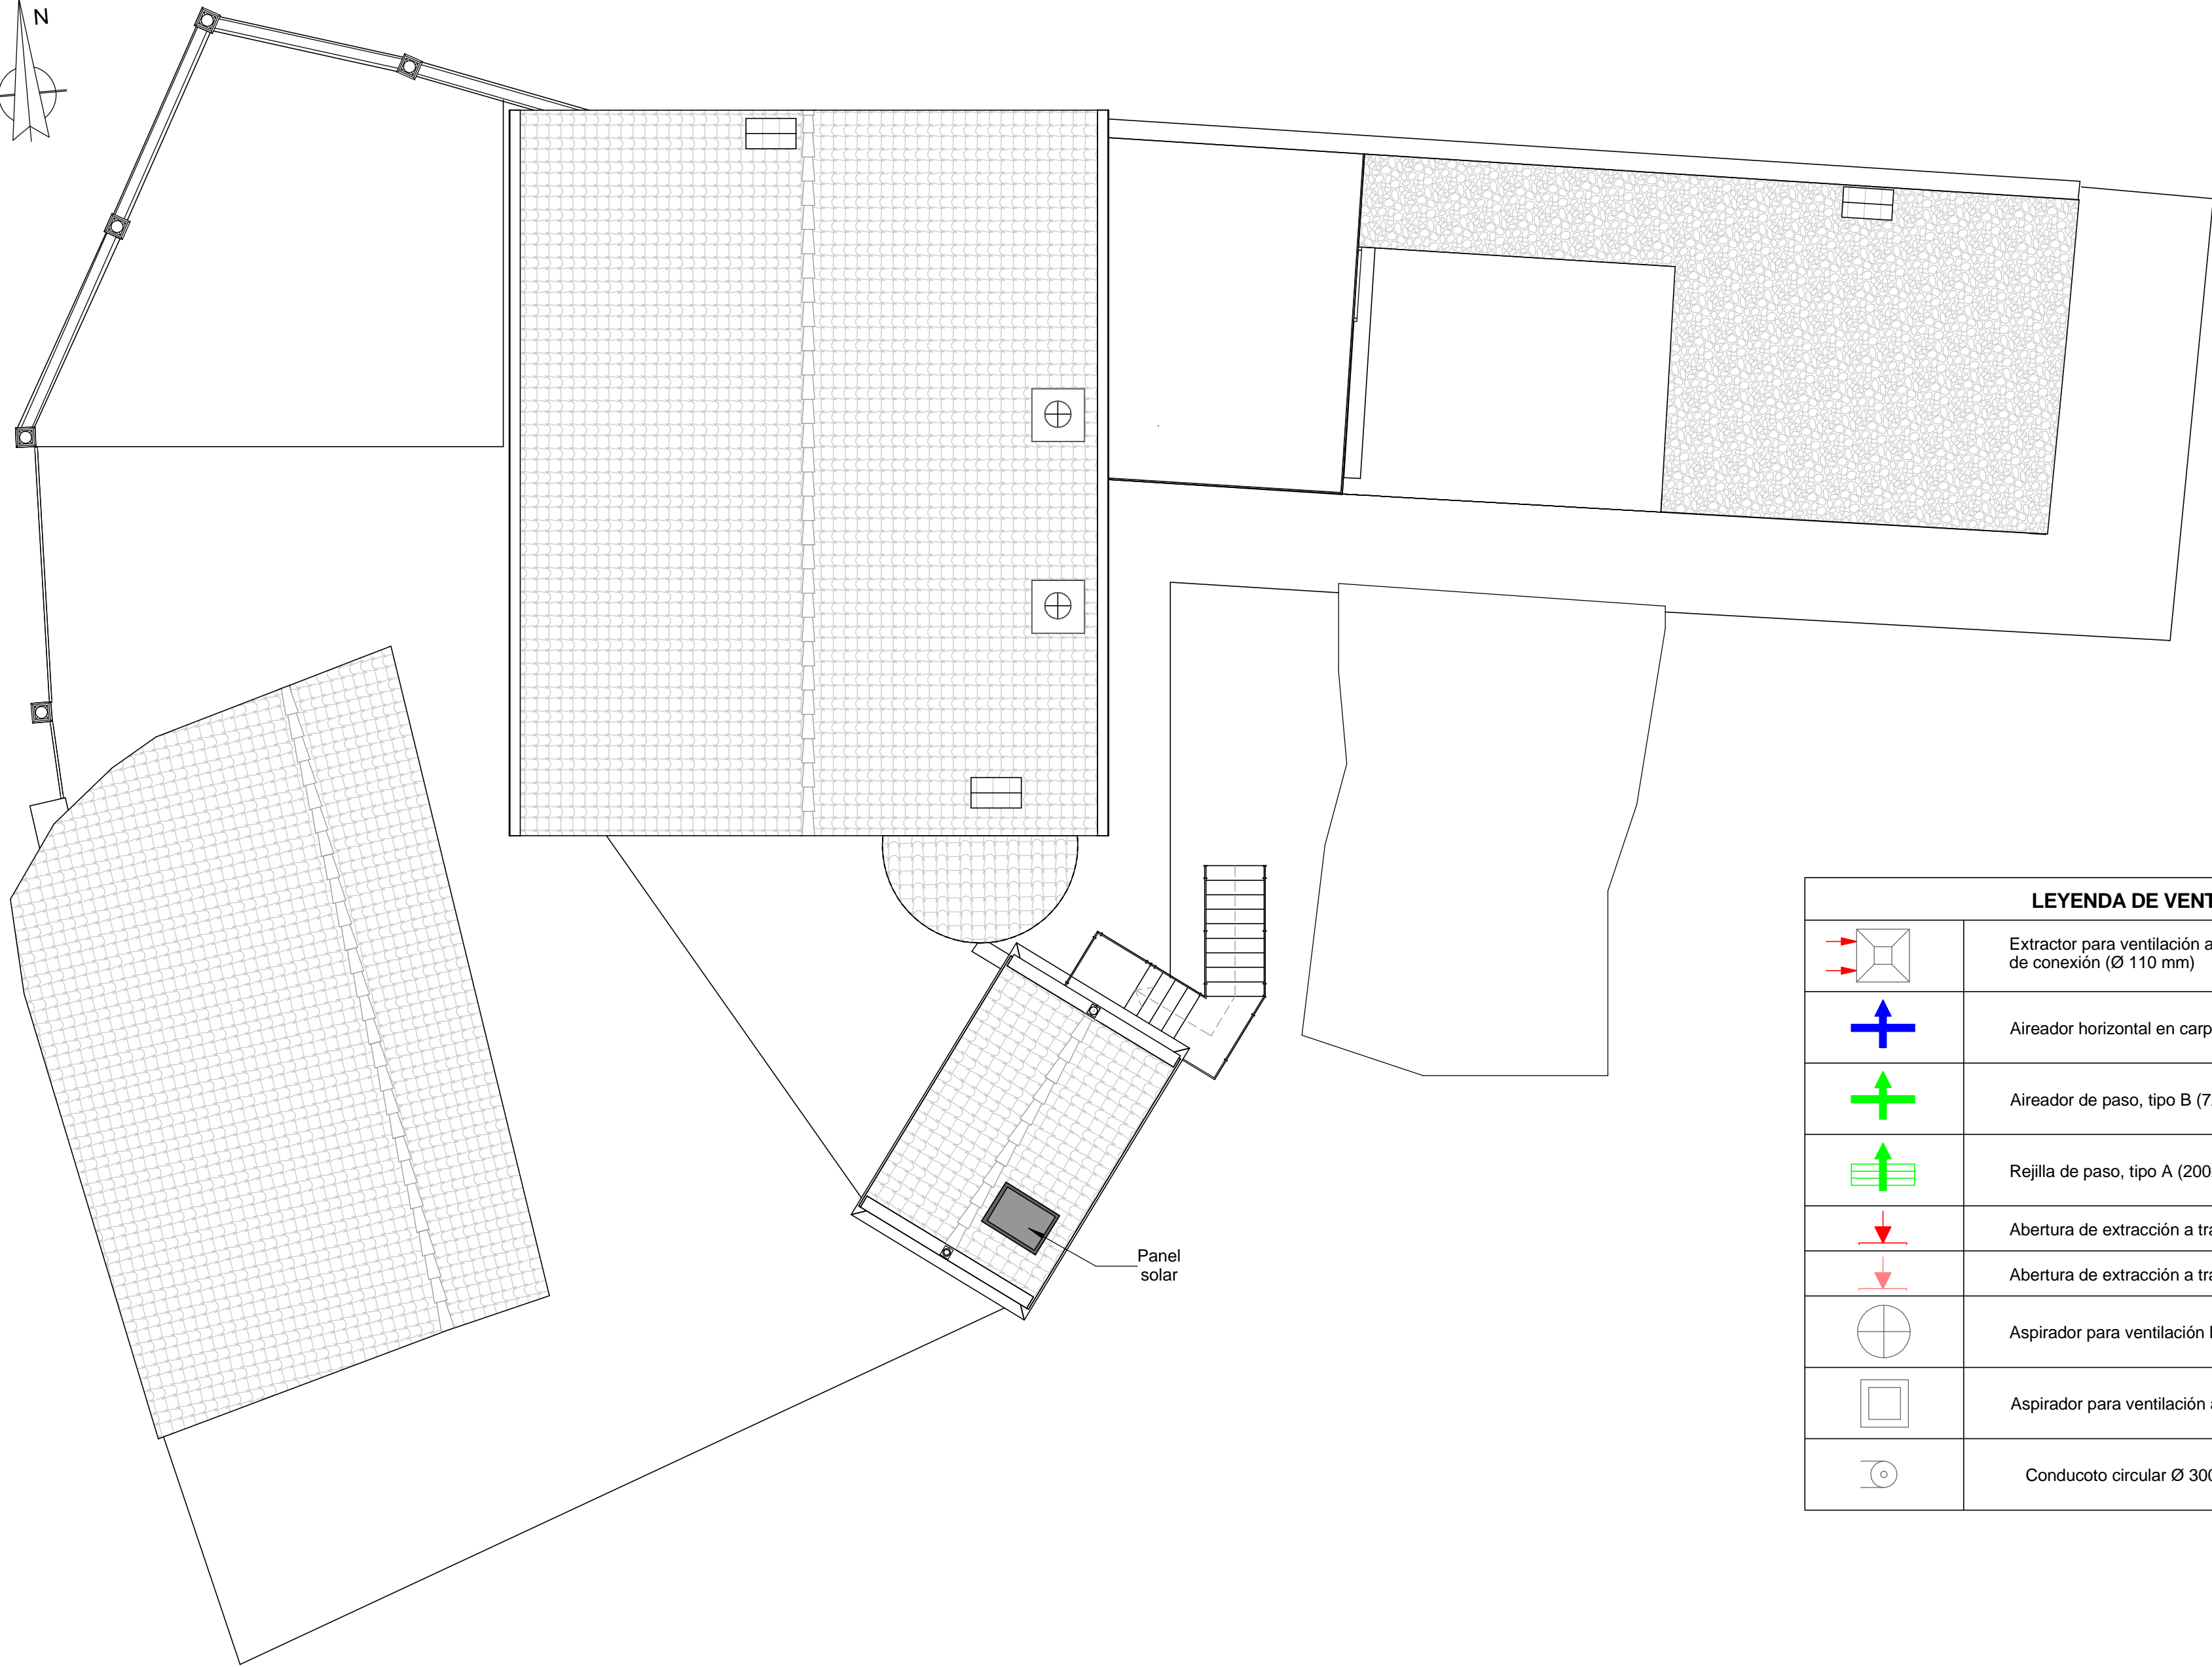 N
Panel
solar
LEYENDA DE VENT
Extractor para ventilación a
de conexión (Ø 110 mm)
Aireador horizontal en carp
Aireador de paso, tipo B (7
Rejilla de paso, tipo A (200
Abertura de extracción a tra
Abertura de extracción a tra
Aspirador para ventilación
Aspirador para ventilación a
Conducoto circular Ø 300